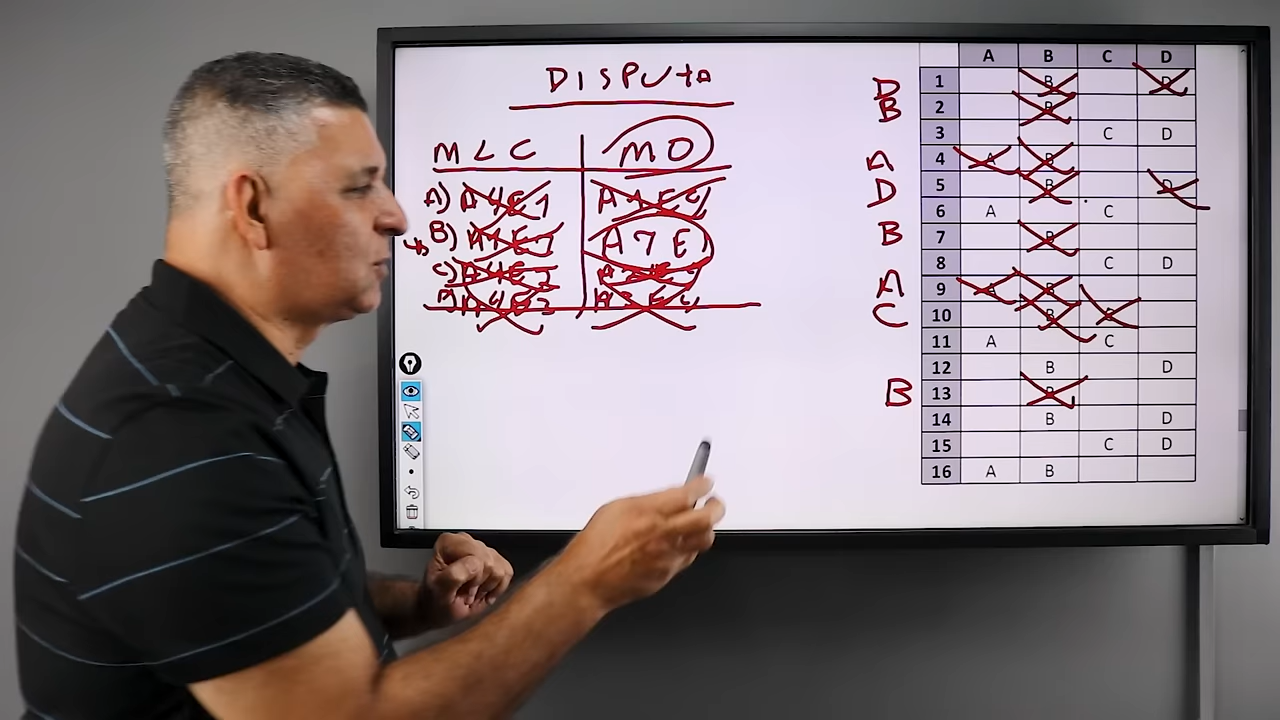 DISPUTA
MLC MO
A)
B) A7E
C)
A B C D
D 1 B D
B 2 B
3 C D
A 4 A B
D 5 B D
6 A C
B 7 B
8 C D
A 9 A B
C 10 B C
11 A C
12 B D
B 13 B
14 B D
15 C D
16 A B